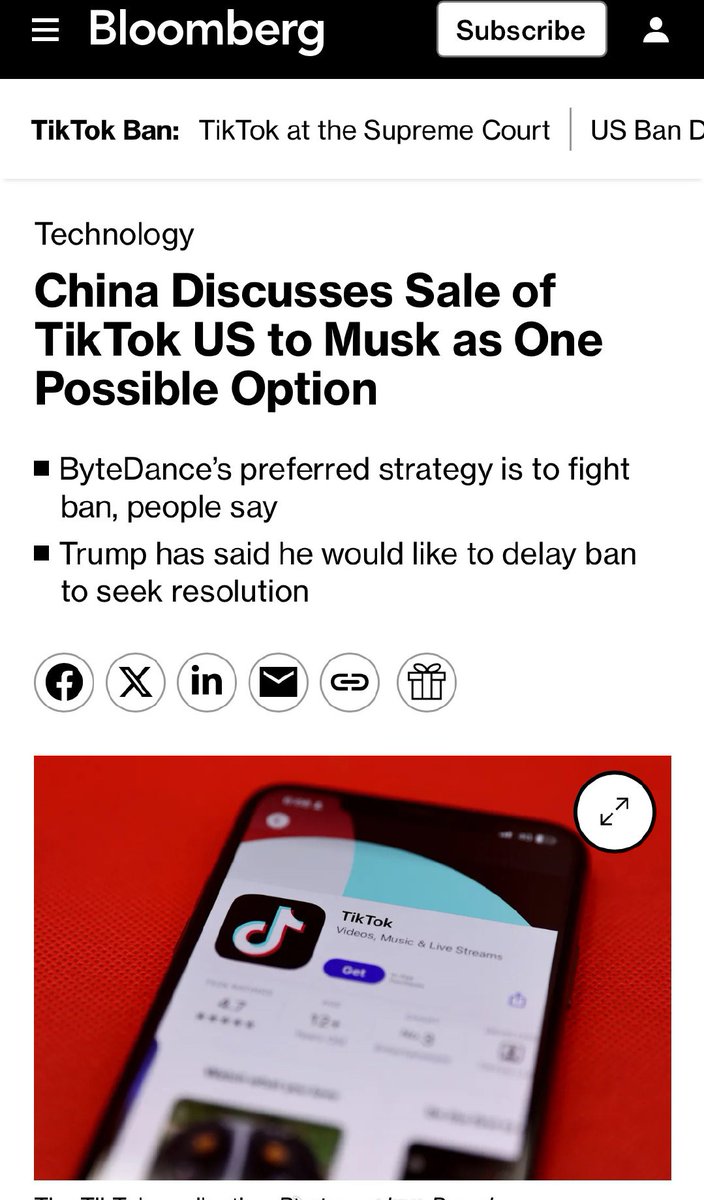 Bloomberg
Subscribe
TikTok Ban: TikTok at the Supreme Court
US Ban D
Technology
China Discusses Sale of
TikTok US to Musk as One
Possible Option
■ ByteDance’s preferred strategy is to fight
ban, people say
■ Trump has said he would like to delay ban
to seek resolution
TikTok
Videos, Music & Live Streams
Get
4.7
12+